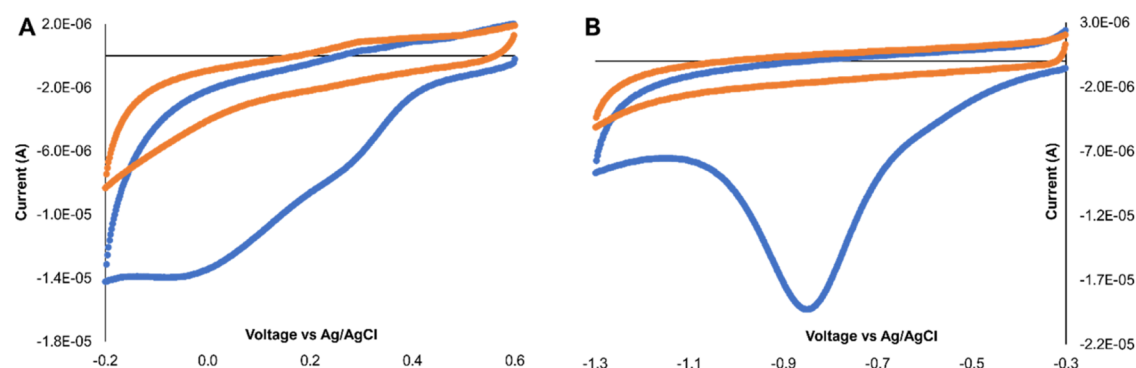 A
2.0E-06
-2.0E-06
-6.0E-06
-1.0E-05
-1.4E-05
-1.8E-05
Current (A)
Voltage vs Ag/AgCl
-0.2 0.0 0.2 0.4 0.6
B
3.0E-06
-2.0E-06
-7.0E-06
-1.2E-05
-1.7E-05
-2.2E-05
Current (A)
Voltage vs Ag/AgCl
-1.3 -1.1 -0.9 -0.7 -0.5 -0.3